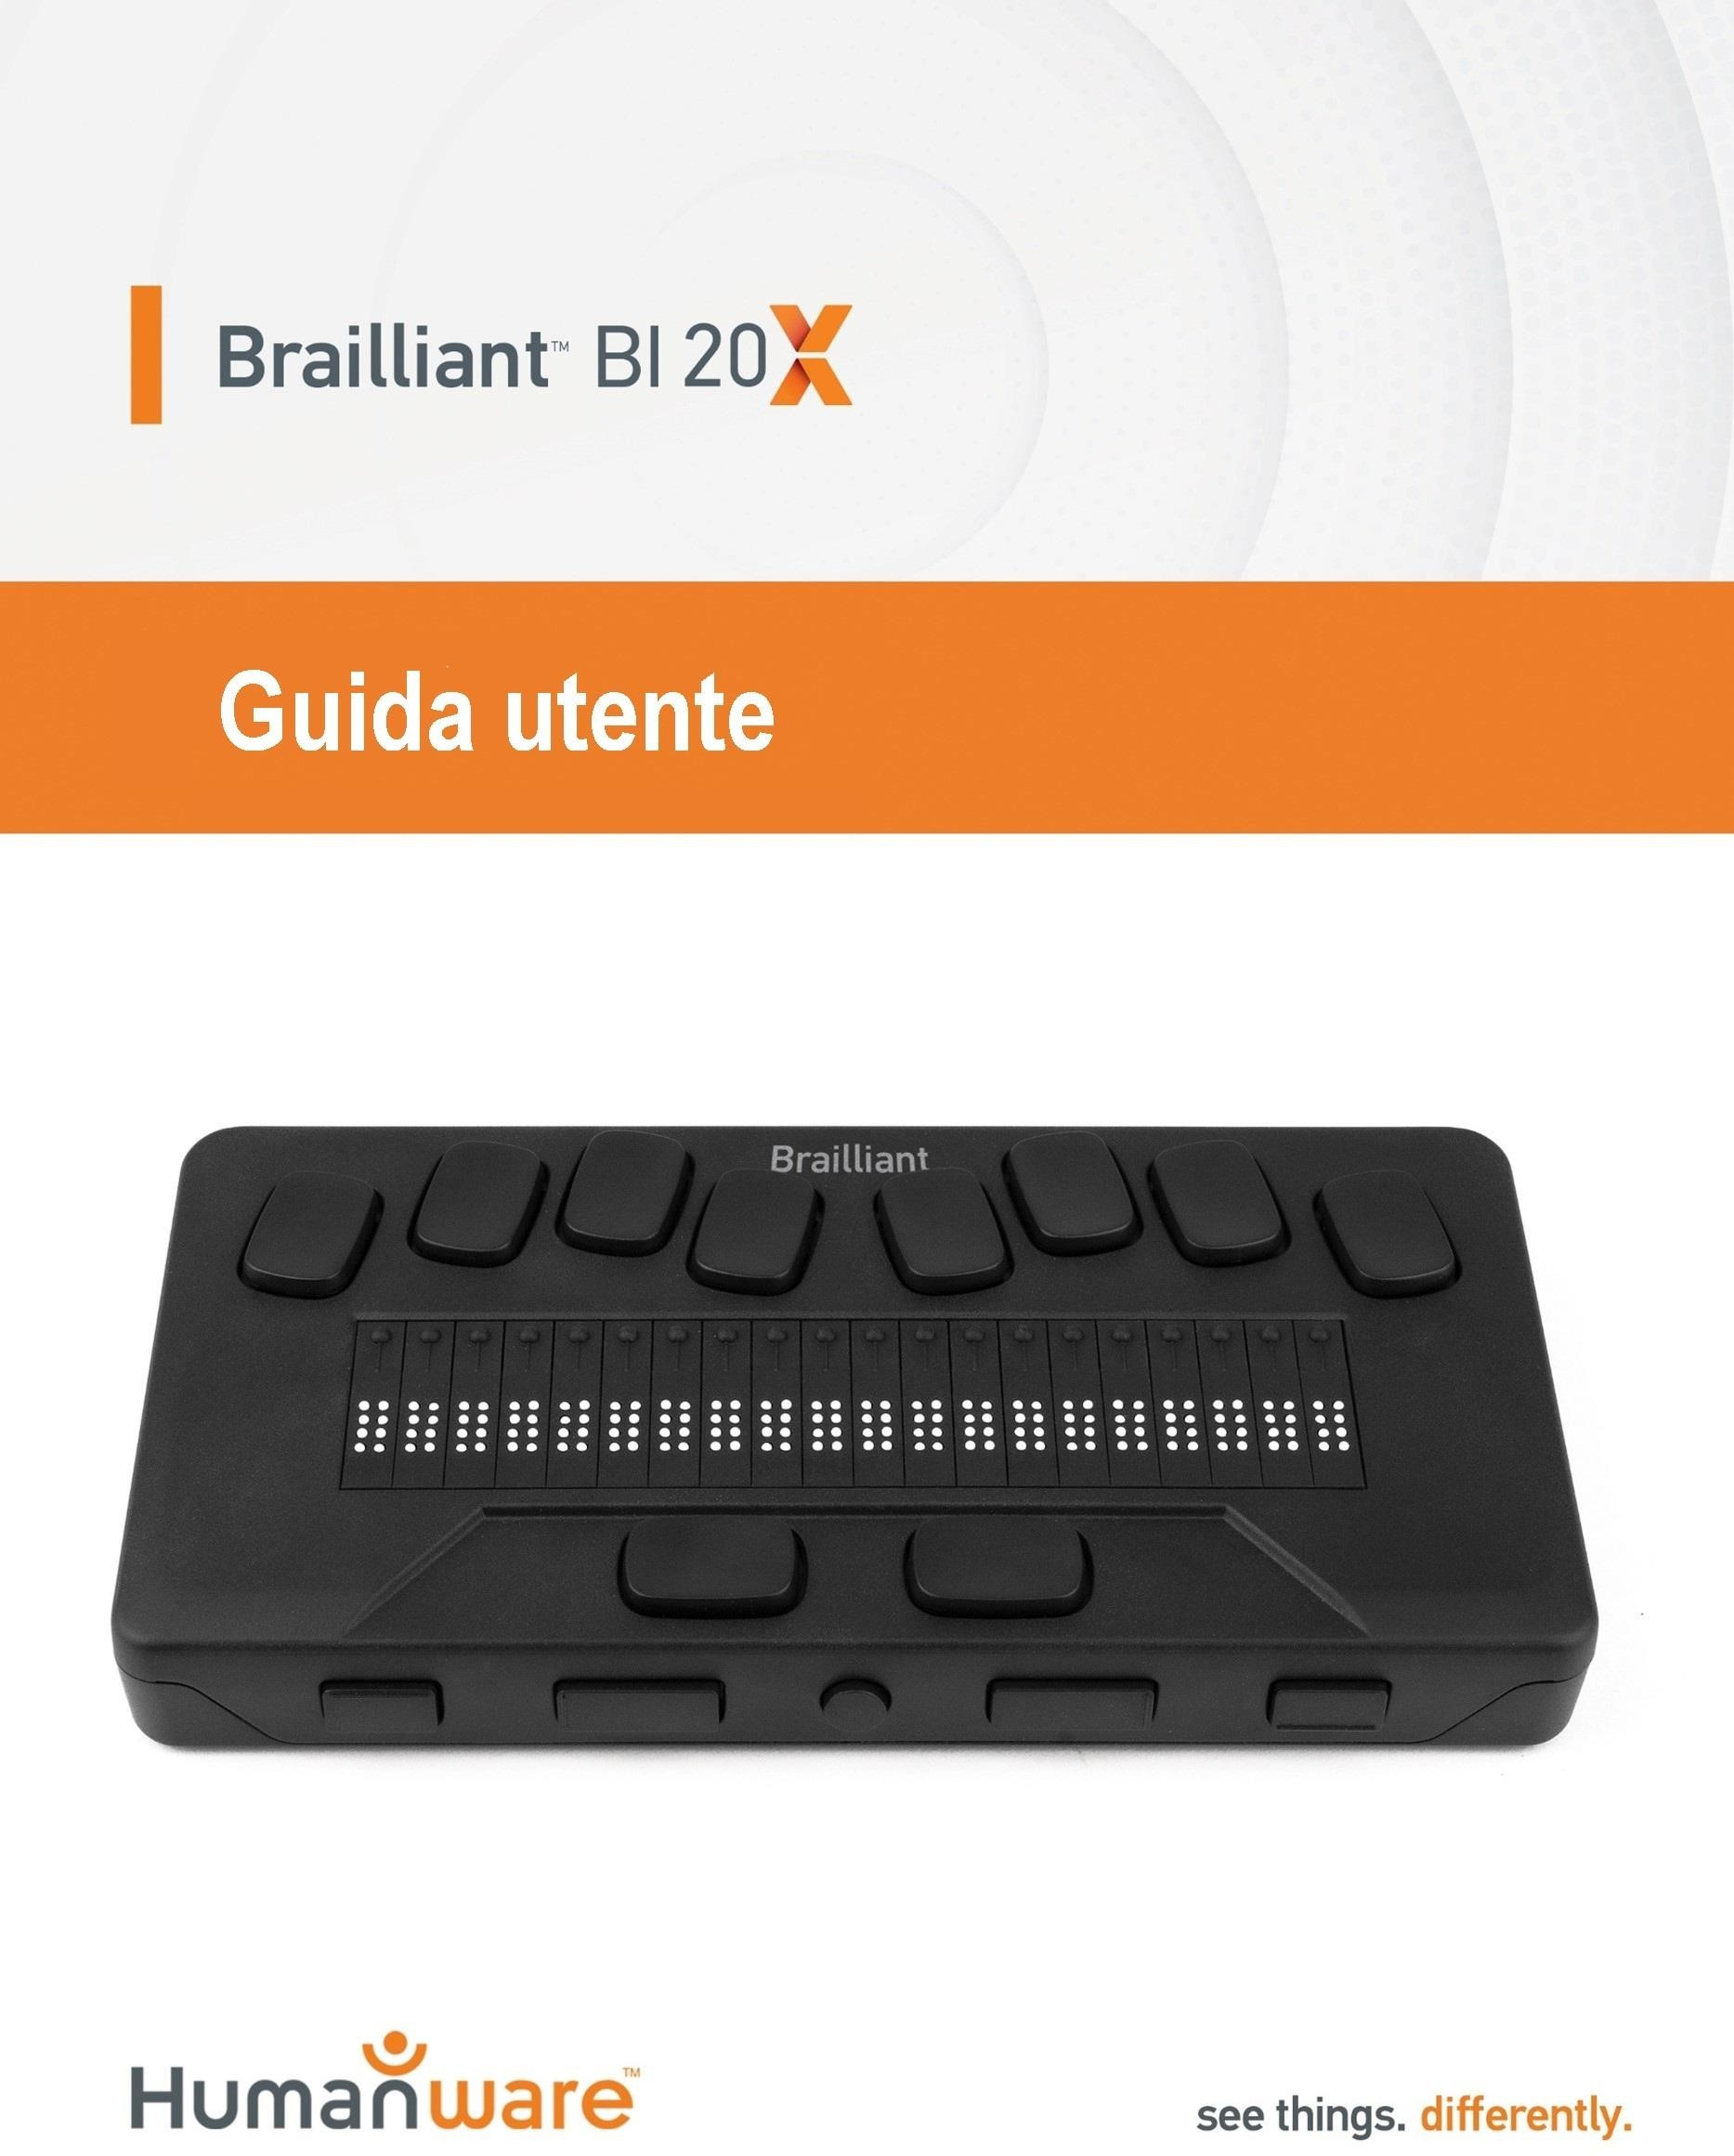 Brailliant™ BI 20X
Guida utente
Brailliant
Humanware™
see things. differently.